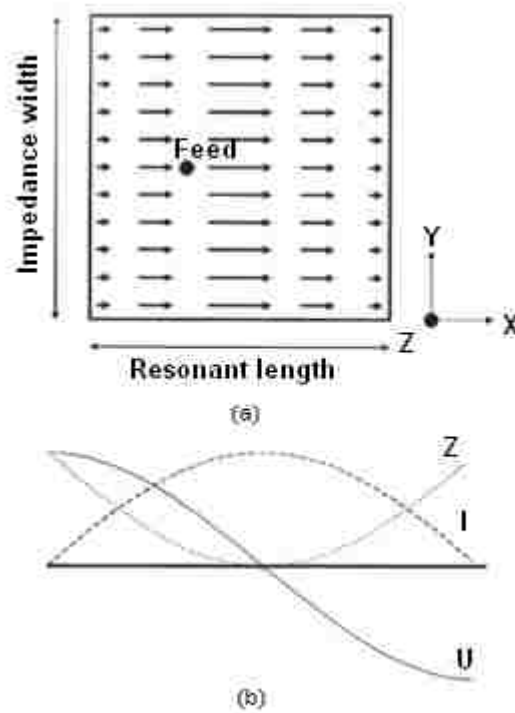 Impedance width
Feed
Y
Z
X
Resonant length
(a)
Z
I
U
(b)